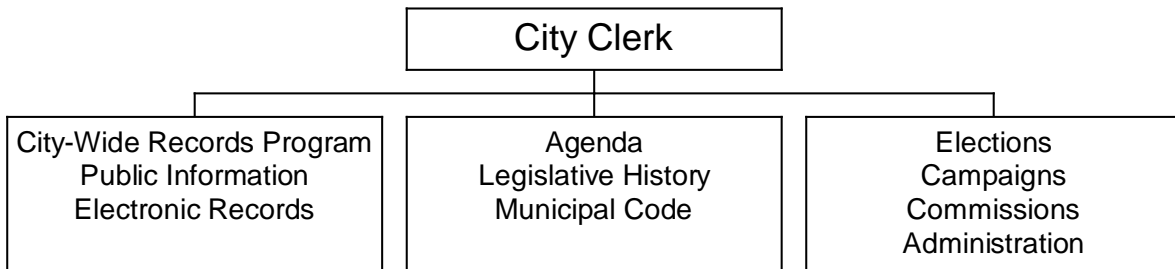 City Clerk
City-Wide Records Program
Public Information
Electronic Records
Agenda
Legislative History
Municipal Code
Elections
Campaigns
Commissions
Administration